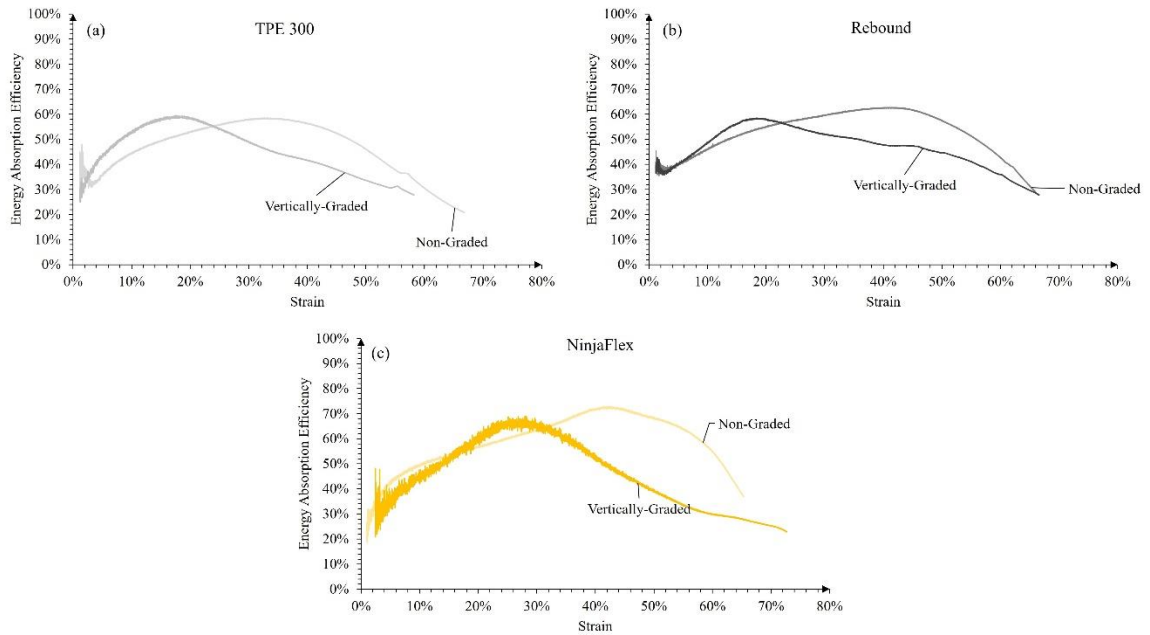 (a)
TPE 300
100%
90%
80%
70%
60%
50%
40%
30%
20%
10%
0%
Energy Absorption Efficiency
Vertically-Graded
Non-Graded
0% 10% 20% 30% 40% 50% 60% 70% 80%
Strain
(b)
Rebound
100%
90%
80%
70%
60%
50%
40%
30%
20%
10%
0%
Energy Absorption Efficiency
Vertically-Graded
Non-Graded
0% 10% 20% 30% 40% 50% 60% 70% 80%
Strain
(c)
NinjaFlex
100%
90%
80%
70%
60%
50%
40%
30%
20%
10%
0%
Energy Absorption Efficiency
Non-Graded
Vertically-Graded
0% 10% 20% 30% 40% 50% 60% 70% 80%
Strain